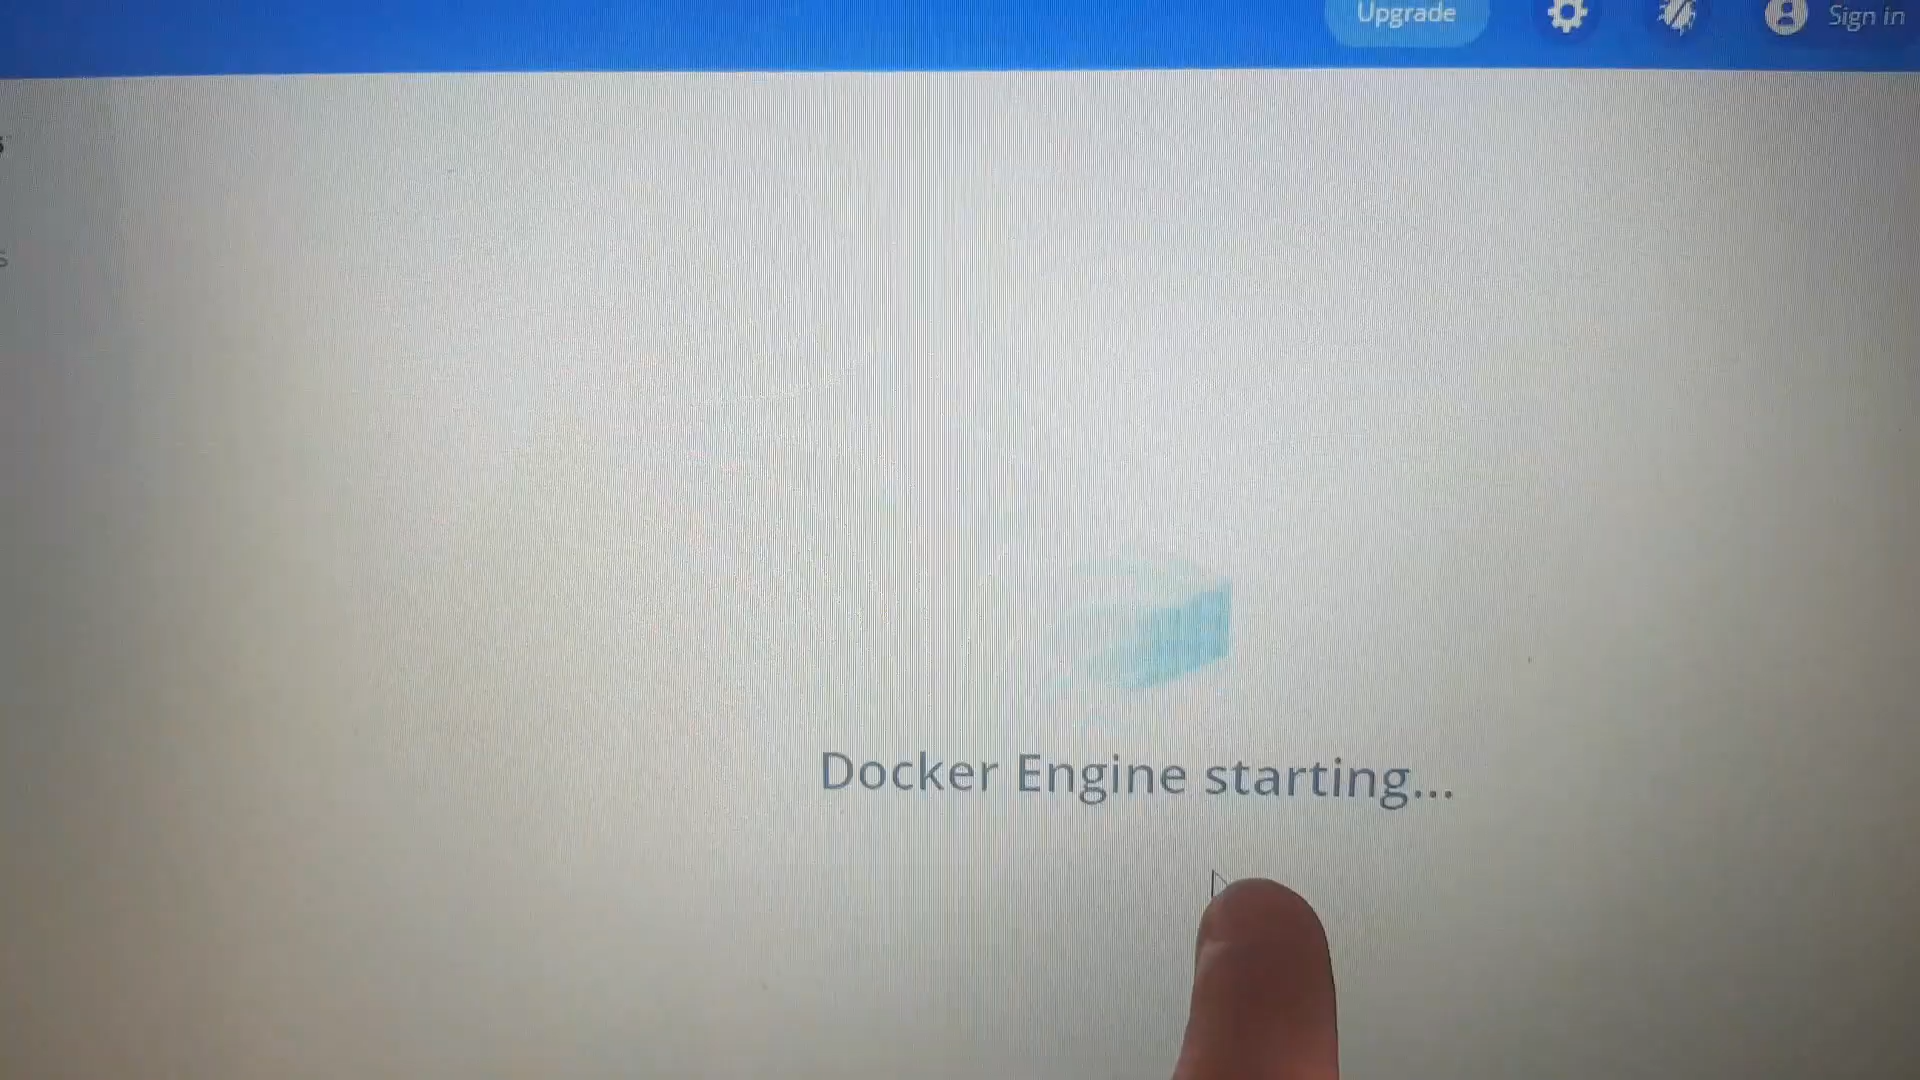 Upgrade
Sign in
s
s
Docker Engine starting...